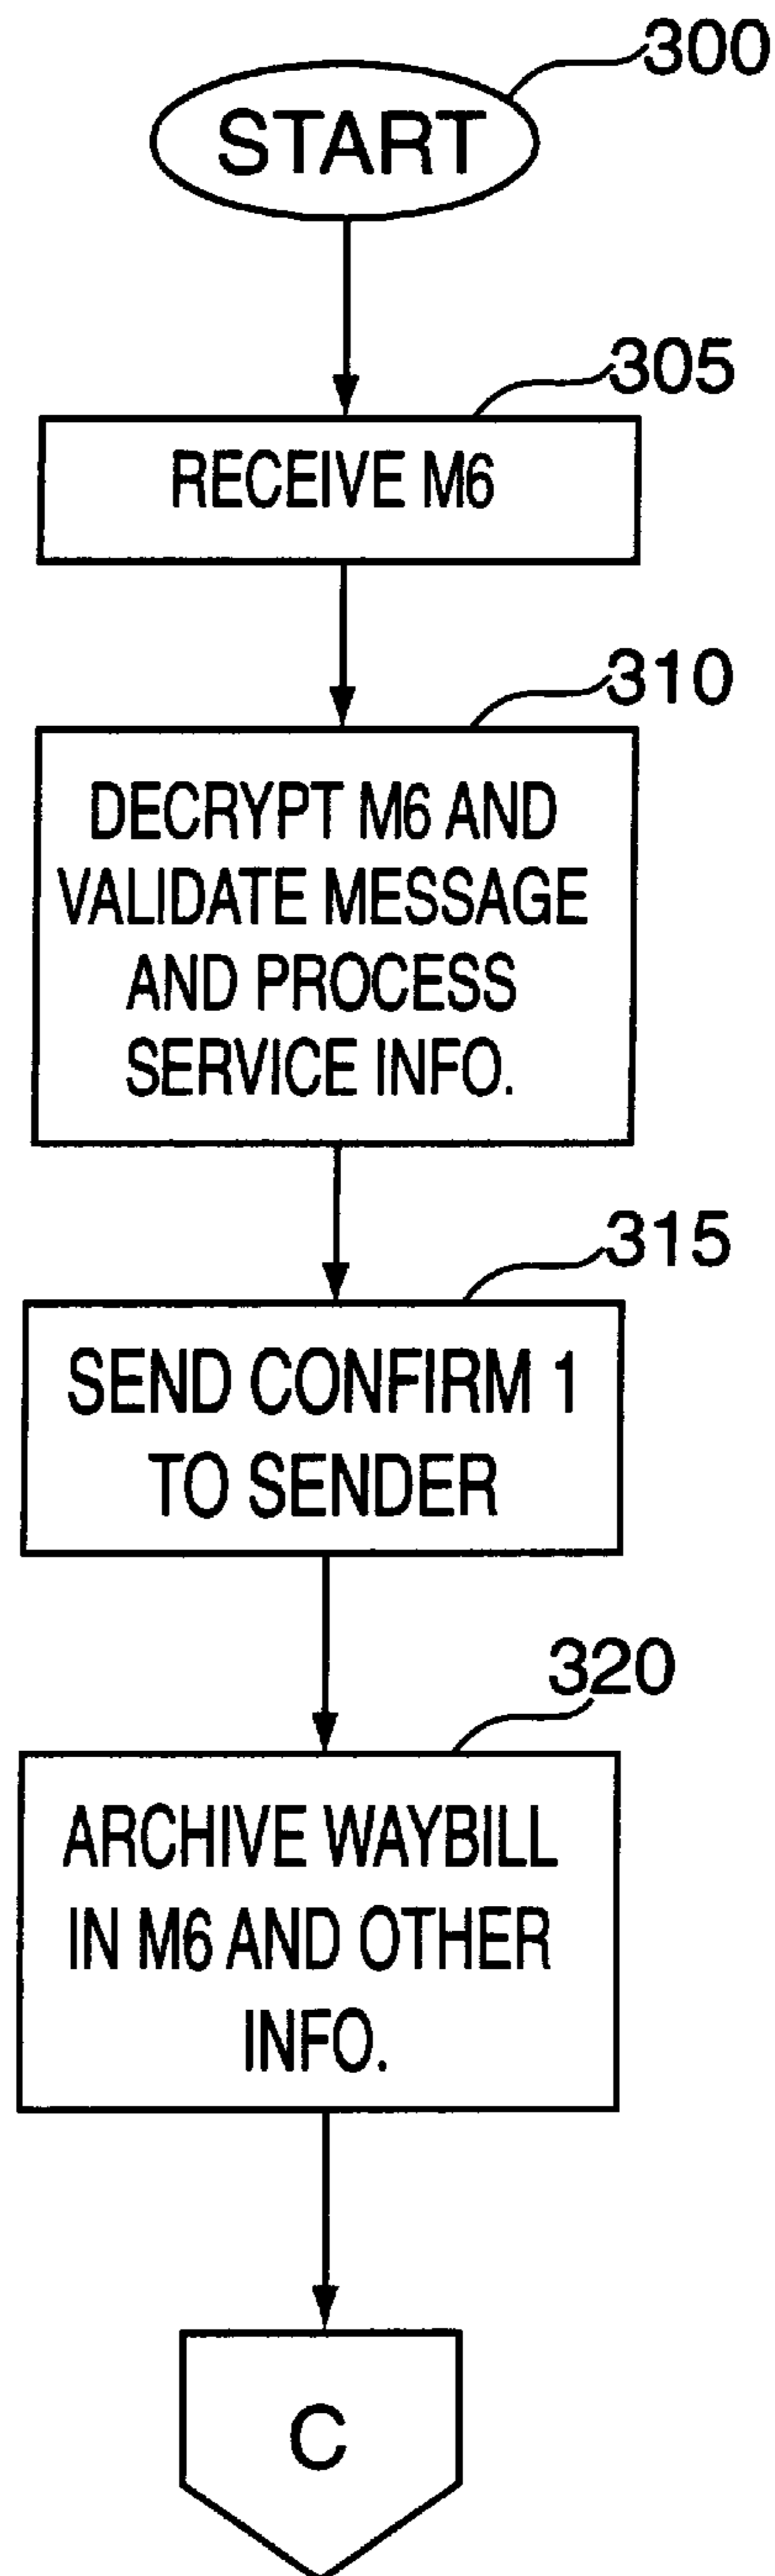 300
START
305
RECEIVE M6
310
DECRYPT M6 AND
VALIDATE MESSAGE
AND PROCESS
SERVICE INFO.
315
SEND CONFIRM 1
TO SENDER
320
ARCHIVE WAYBILL
IN M6 AND OTHER
INFO.
C